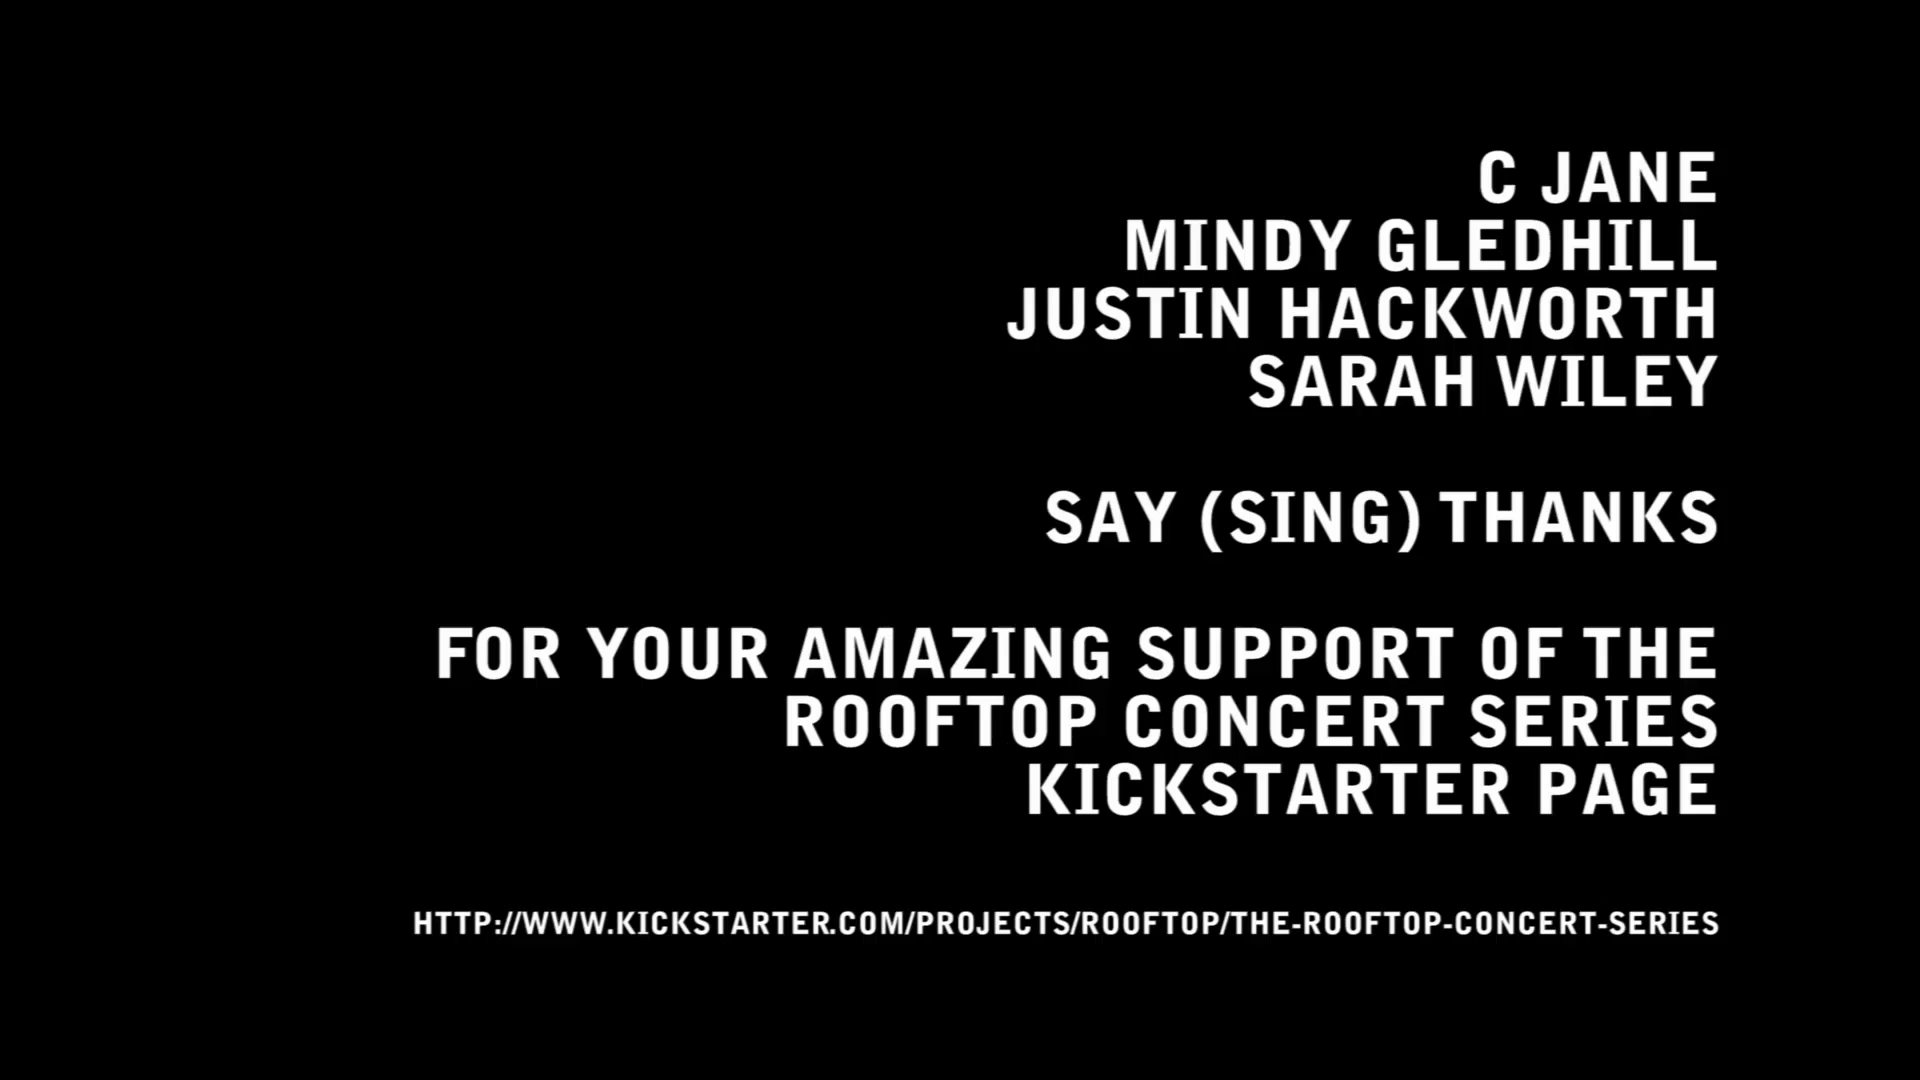 C JANE
MINDY GLEDHILL
JUSTIN HACKWORTH
SARAH WILEY
SAY (SING) THANKS
FOR YOUR AMAZING SUPPORT OF THE
ROOFTOP CONCERT SERIES
KICKSTARTER PAGE
HTTP://WWW.KICKSTARTER.COM/PROJECTS/ROOFTOP/THE-ROOFTOP-CONCERT-SERIES